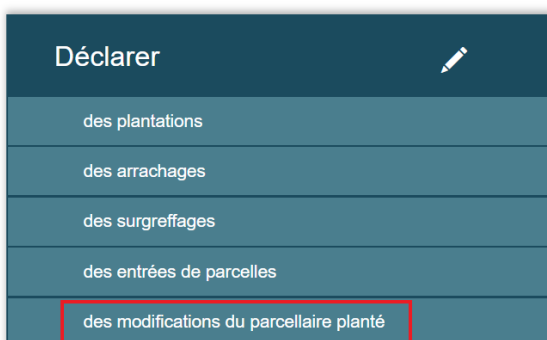 Déclarer
des plantations
des arrachages
des surgreffages
des entrées de parcelles
des modifications du parcellaire planté